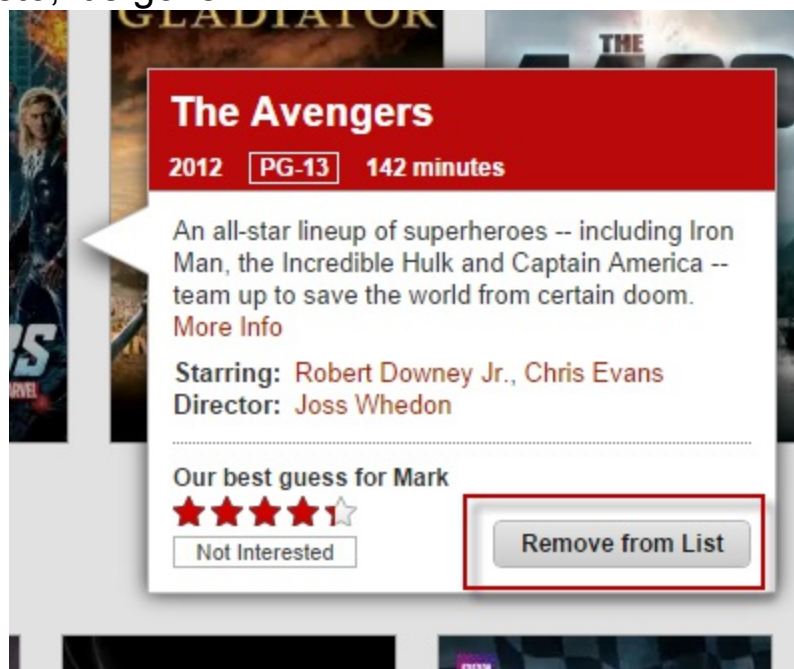 GLADIATOR
THE
The Avengers
2012 PG-13 142 minutes
An all-star lineup of superheroes -- including Iron
Man, the Incredible Hulk and Captain America --
team up to save the world from certain doom.
More Info
Starring: Robert Downey Jr., Chris Evans
Director: Joss Whedon
MARVEL
Our best guess for Mark
Not Interested
Remove from List
BBC